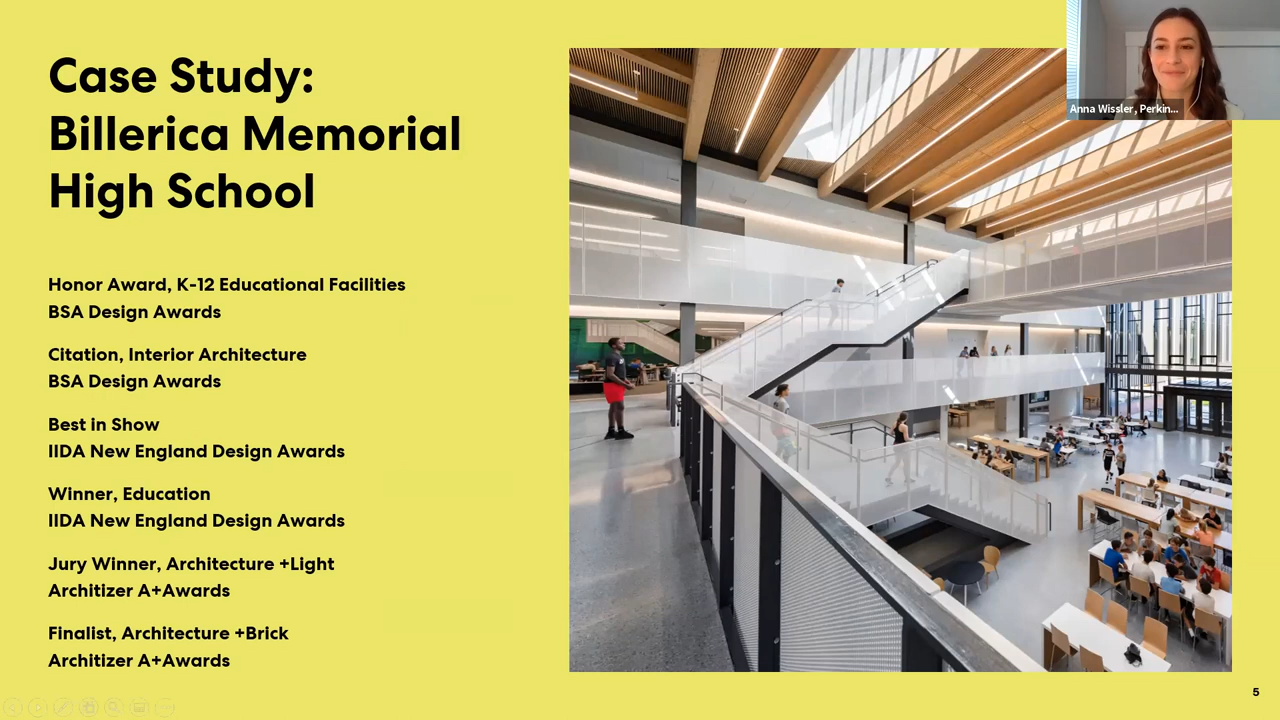 Case Study:
Billerica Memorial
High School
Honor Award, K-12 Educational Facilities
BSA Design Awards
Citation, Interior Architecture
BSA Design Awards
Best in Show
IIDA New England Design Awards
Winner, Education
IIDA New England Design Awards
Jury Winner, Architecture +Light
Architizer A+Awards
Finalist, Architecture +Brick
Architizer A+Awards
Anna Wissler, Perkin...
5